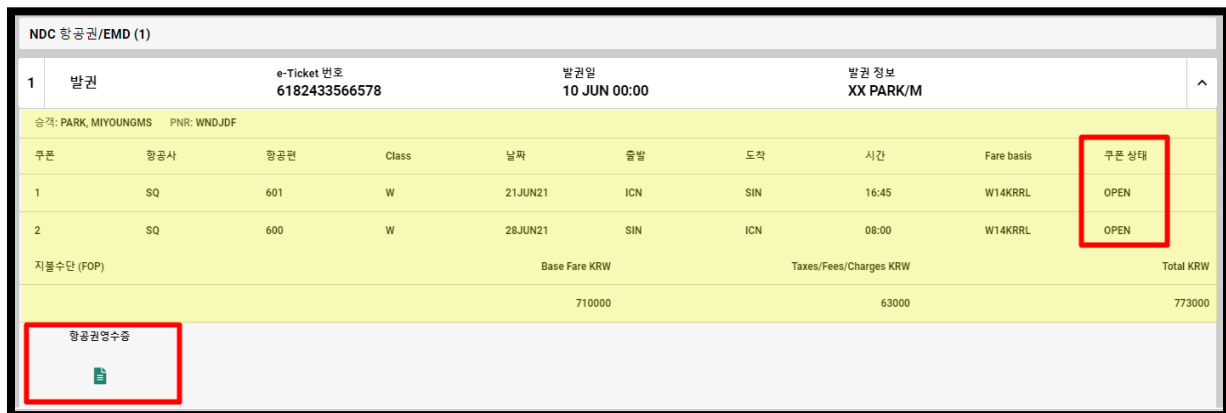 NDC 항공권/EMD (1)
1 발권 e-Ticket 번호 발권일 발권 정보
6182433566578 10 JUN 00:00 XX PARK/M
승객: PARK, MIYOUNGMS PNR: WNDJDF
쿠폰 항공사 항공편 Class 날짜 출발 도착 시간 Fare basis 쿠폰 상태
1 SQ 601 W 21JUN21 ICN SIN 16:45 W14KRRL OPEN
2 SQ 600 W 28JUN21 SIN ICN 08:00 W14KRRL OPEN
지불수단 (FOP) Base Fare KRW Taxes/Fees/Charges KRW Total KRW
710000 63000 773000
항공권영수증